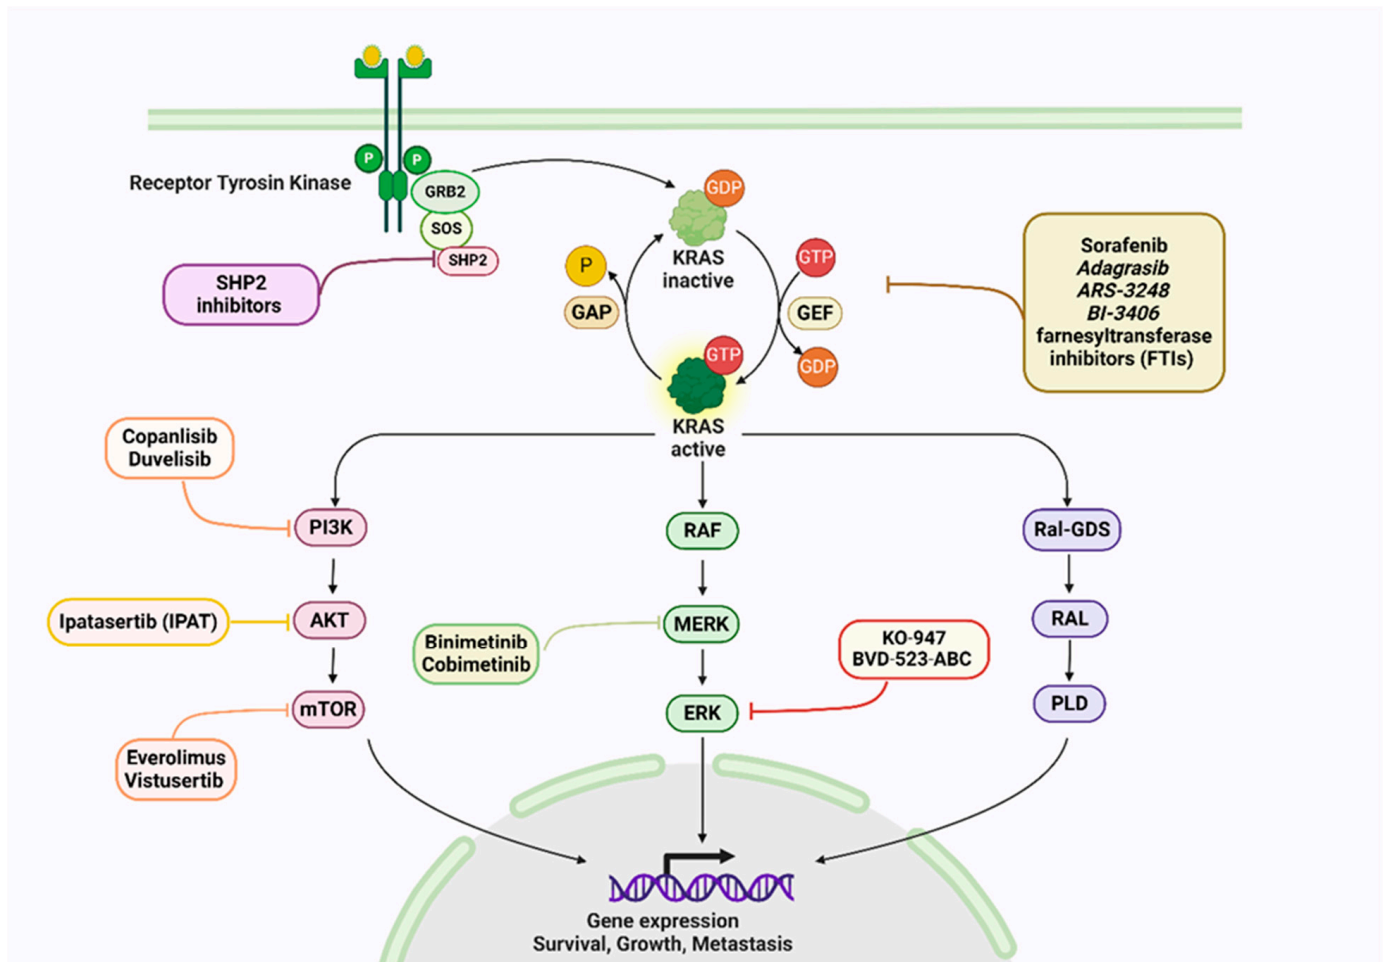 P
P
Receptor Tyrosin Kinase
GRB2
SOS
SHP2
SHP2
inhibitors
GDP
KRAS
inactive
P
GAP
GTP
GEF
GDP
GTP
KRAS
active
Sorafenib
Adagrasib
ARS-3248
BI-3406
farnesyltransferase
inhibitors (FTIs)
Copanlisib
Duvelisib
PI3K
RAF
Ral-GDS
Ipatasertib (IPAT)
AKT
Binimetinib
Cobimetinib
MERK
KO-947
BVD-523-ABC
RAL
mTOR
ERK
PLD
Everolimus
Vistusertib
Gene expression
Survival, Growth, Metastasis